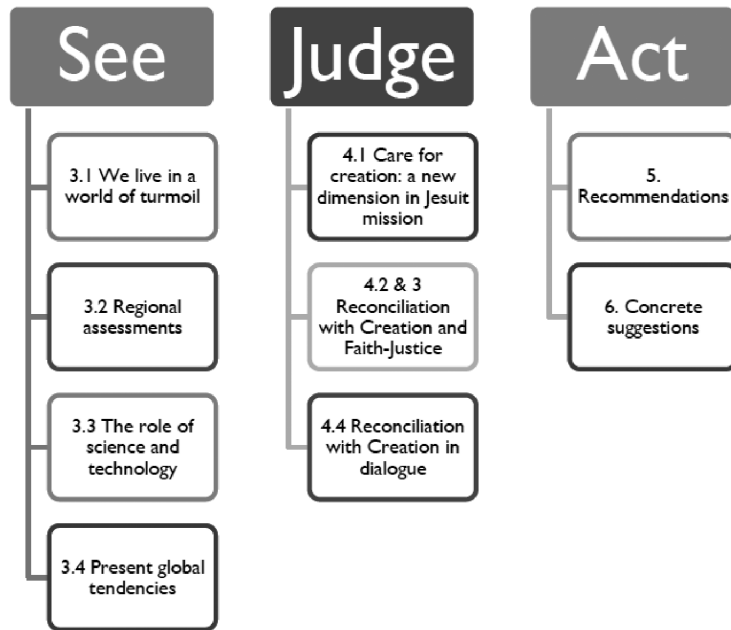 See
3.1 We live in a
world of turmoil
3.2 Regional
assessments
3.3 The role of
science and
technology
3.4 Present global
tendencies
Judge
4.1 Care for
creation: a new
dimension in Jesuit
mission
4.2 & 3
Reconciliation
with Creation and
Faith-Justice
4.4 Reconciliation
with Creation in
dialogue
Act
5.
Recommendations
6. Concrete
suggestions